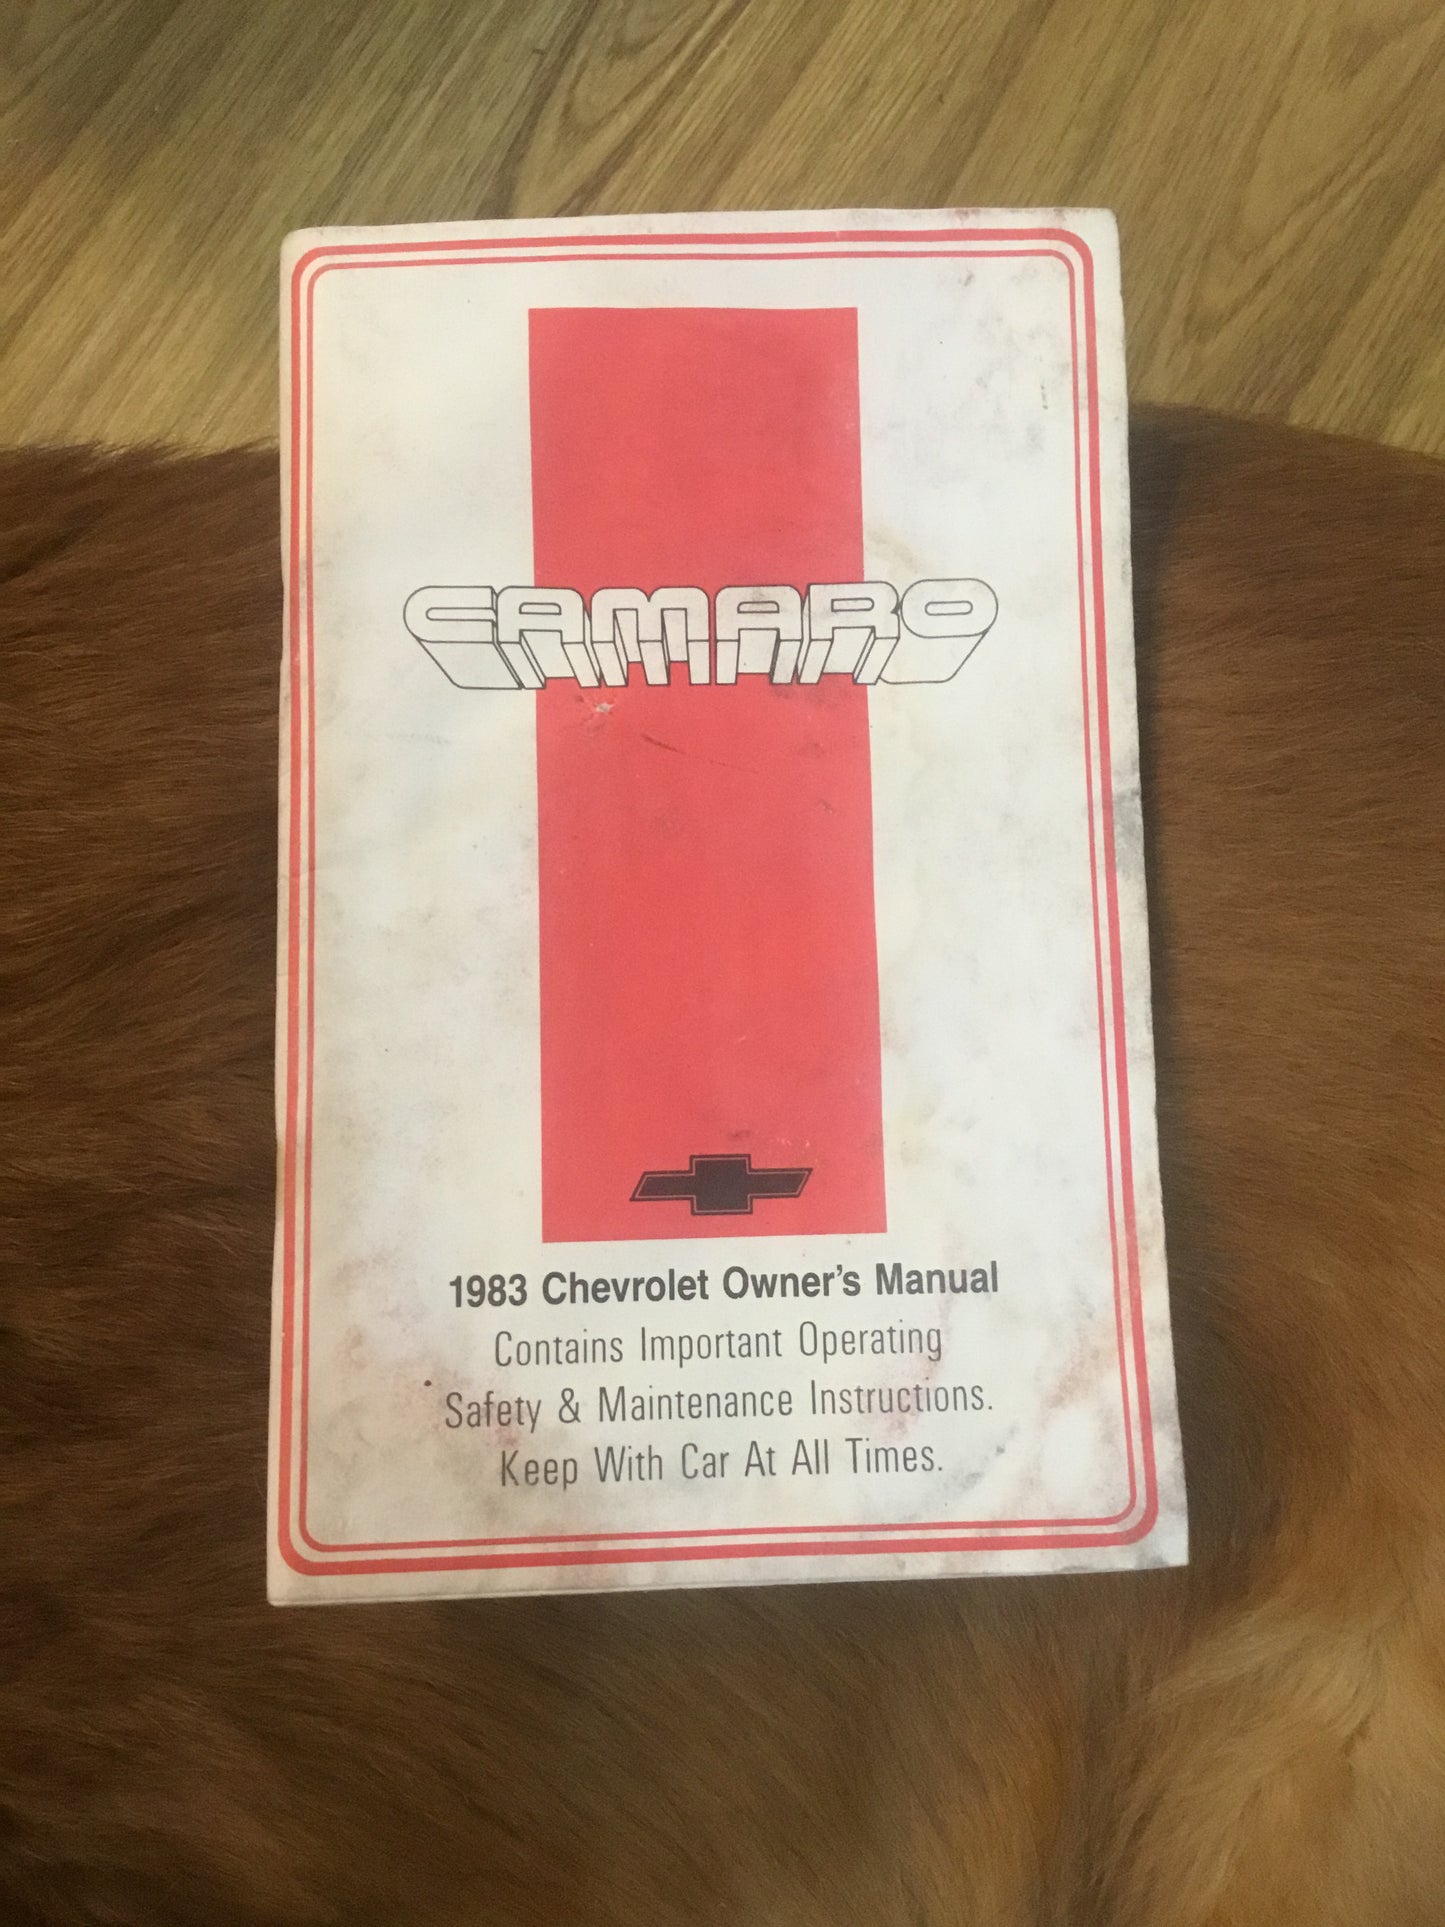 CAMARO
1983 Chevrolet Owner's Manual
Contains Important Operating
Safety & Maintenance Instructions.
Keep With Car At All Times.